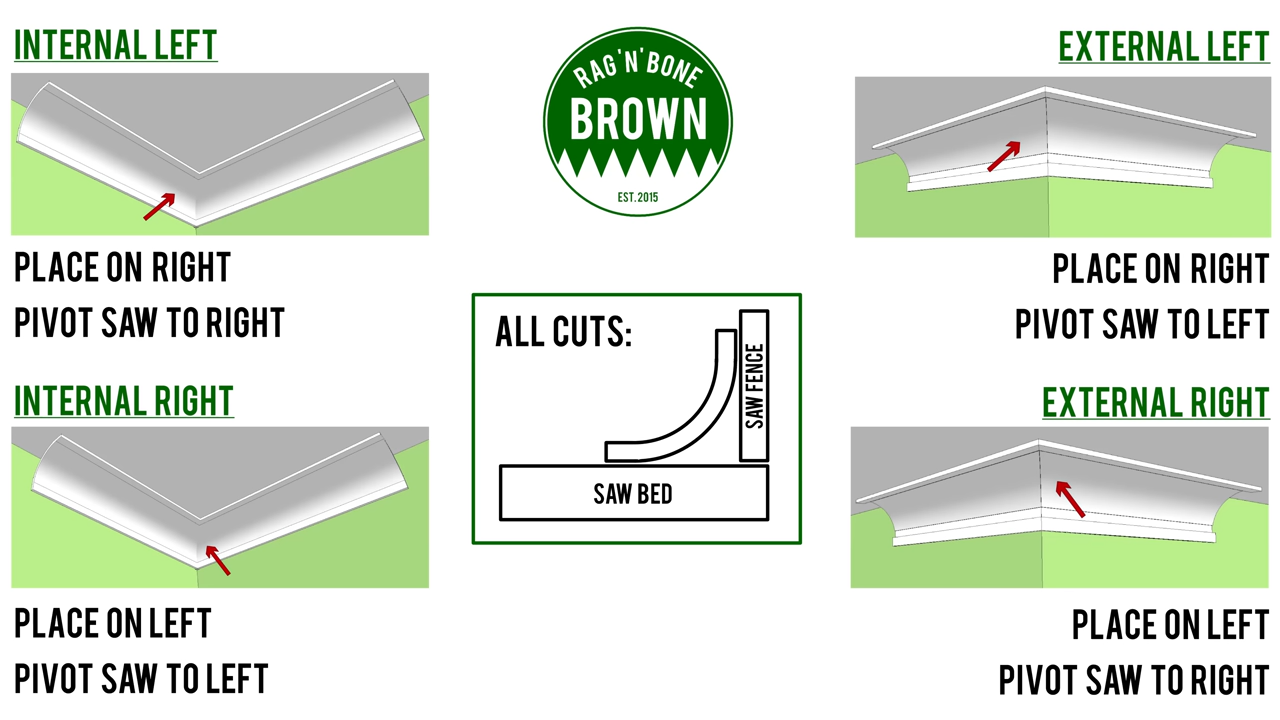 INTERNAL LEFT
PLACE ON RIGHT
PIVOT SAW TO RIGHT
INTERNAL RIGHT
PLACE ON LEFT
PIVOT SAW TO LEFT
RAG 'N' BONE
BROWN
EST. 2015
ALL CUTS:
SAW FENCE
SAW BED
EXTERNAL LEFT
PLACE ON RIGHT
PIVOT SAW TO LEFT
EXTERNAL RIGHT
PLACE ON LEFT
PIVOT SAW TO RIGHT